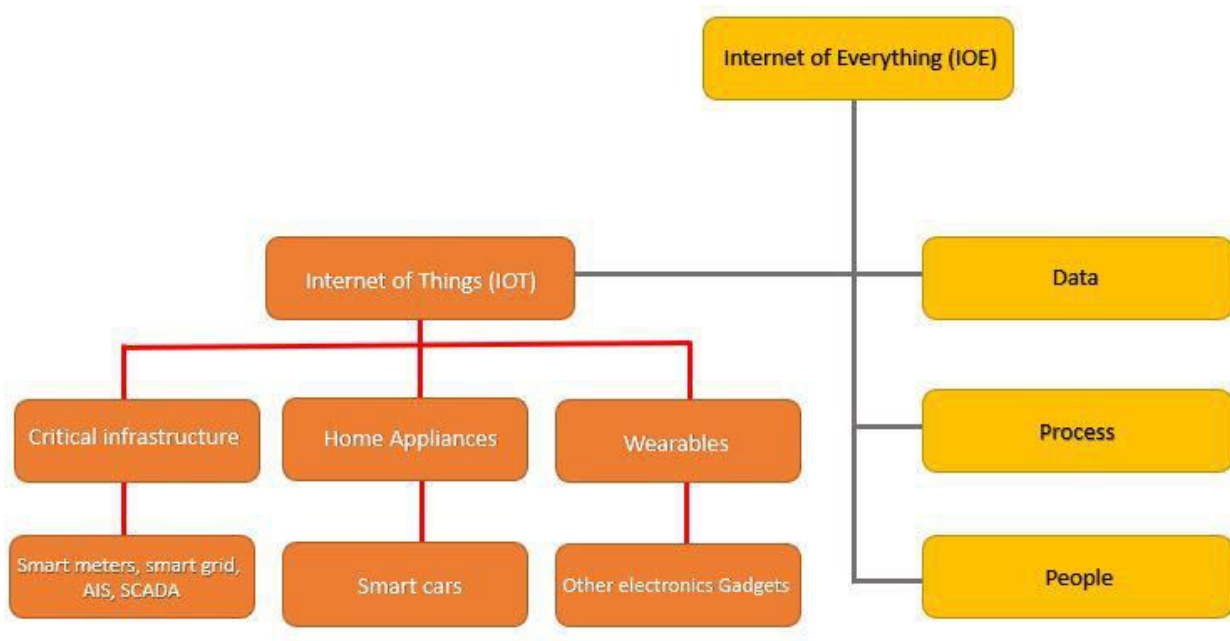 Internet of Everything (IOE)
Internet of Things (IOT)
Data
Critical infrastructure
Home Appliances
Wearables
Process
Smart meters, smart grid,
AIS, SCADA
Smart cars
Other electronics Gadgets
People